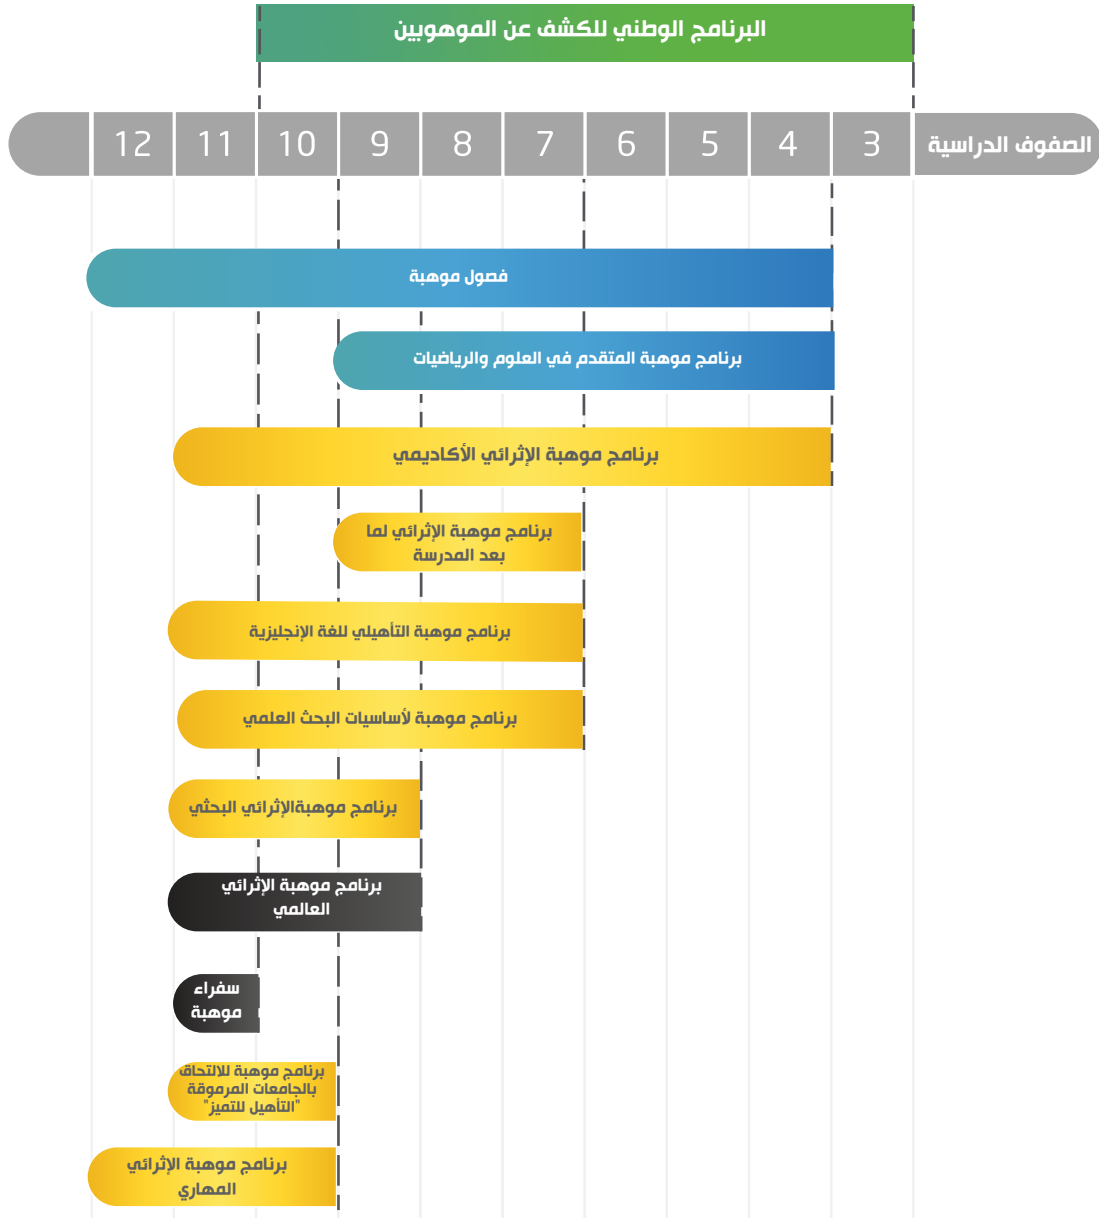 البرنامج الوطني للكشف عن الموهوبين
الصفوف الدراسية 3 4 5 6 7 8 9 10 11 12
فصول موهبة
برنامج موهبة المتقدم في العلوم والرياضيات
برنامج موهبة الإثرائي الأكاديمي
برنامج موهبة الإثرائي لما
بعد المدرسة
برنامج موهبة التأهيلي للغة الإنجليزية
برنامج موهبة لأساسيات البحث العلمي
برنامج موهبةالإثرائي البحثي
برنامج موهبة الإثرائي
العالمي
سفراء
موهبة
برنامج موهبة للالتحاق
بالجامعات المرموقة
"التأهيل للتميز"
برنامج موهبة الإثرائي
المهاري